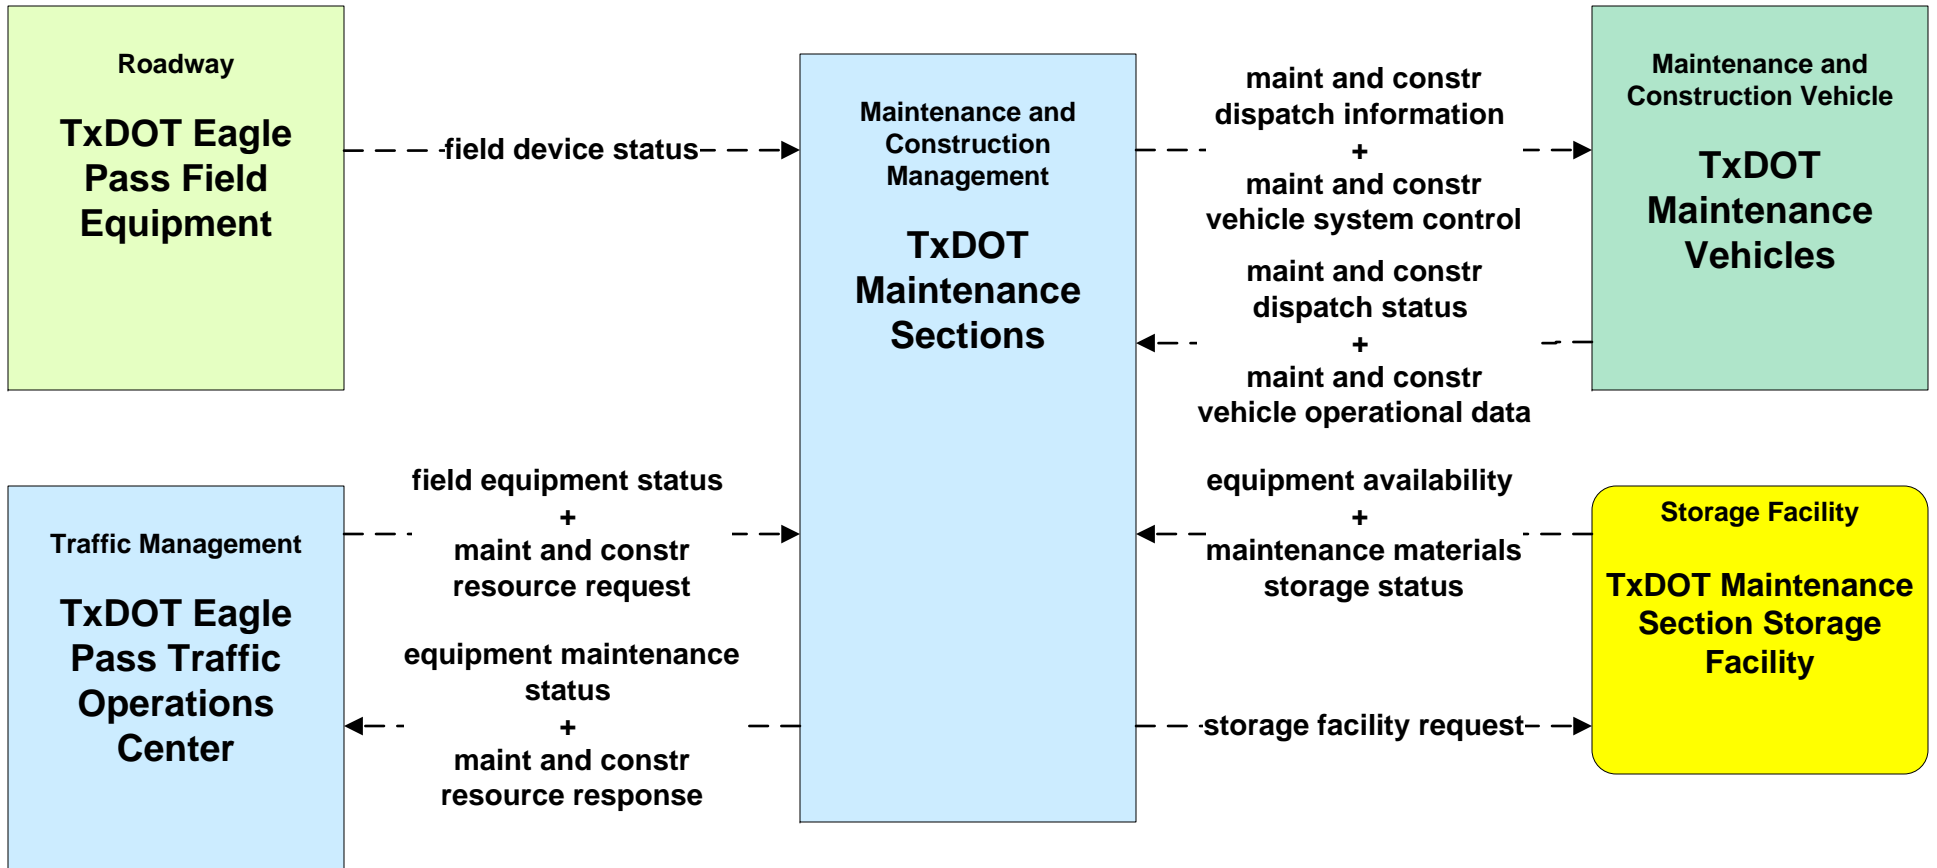 Roadway
TxDOT Eagle
Pass Field
Equipment
field device status
Maintenance and
Construction
Management
TxDOT
Maintenance
Sections
maint and constr
dispatch information
+
maint and constr
vehicle system control
maint and constr
dispatch status
+
maint and constr
vehicle operational data
Maintenance and
Construction Vehicle
TxDOT
Maintenance
Vehicles
Traffic Management
TxDOT Eagle
Pass Traffic
Operations
Center
field equipment status
+
maint and constr
resource request
equipment maintenance
status
+
maint and constr
resource response
equipment availability
+
maintenance materials
storage status
storage facility request
Storage Facility
TxDOT Maintenance
Section Storage
Facility